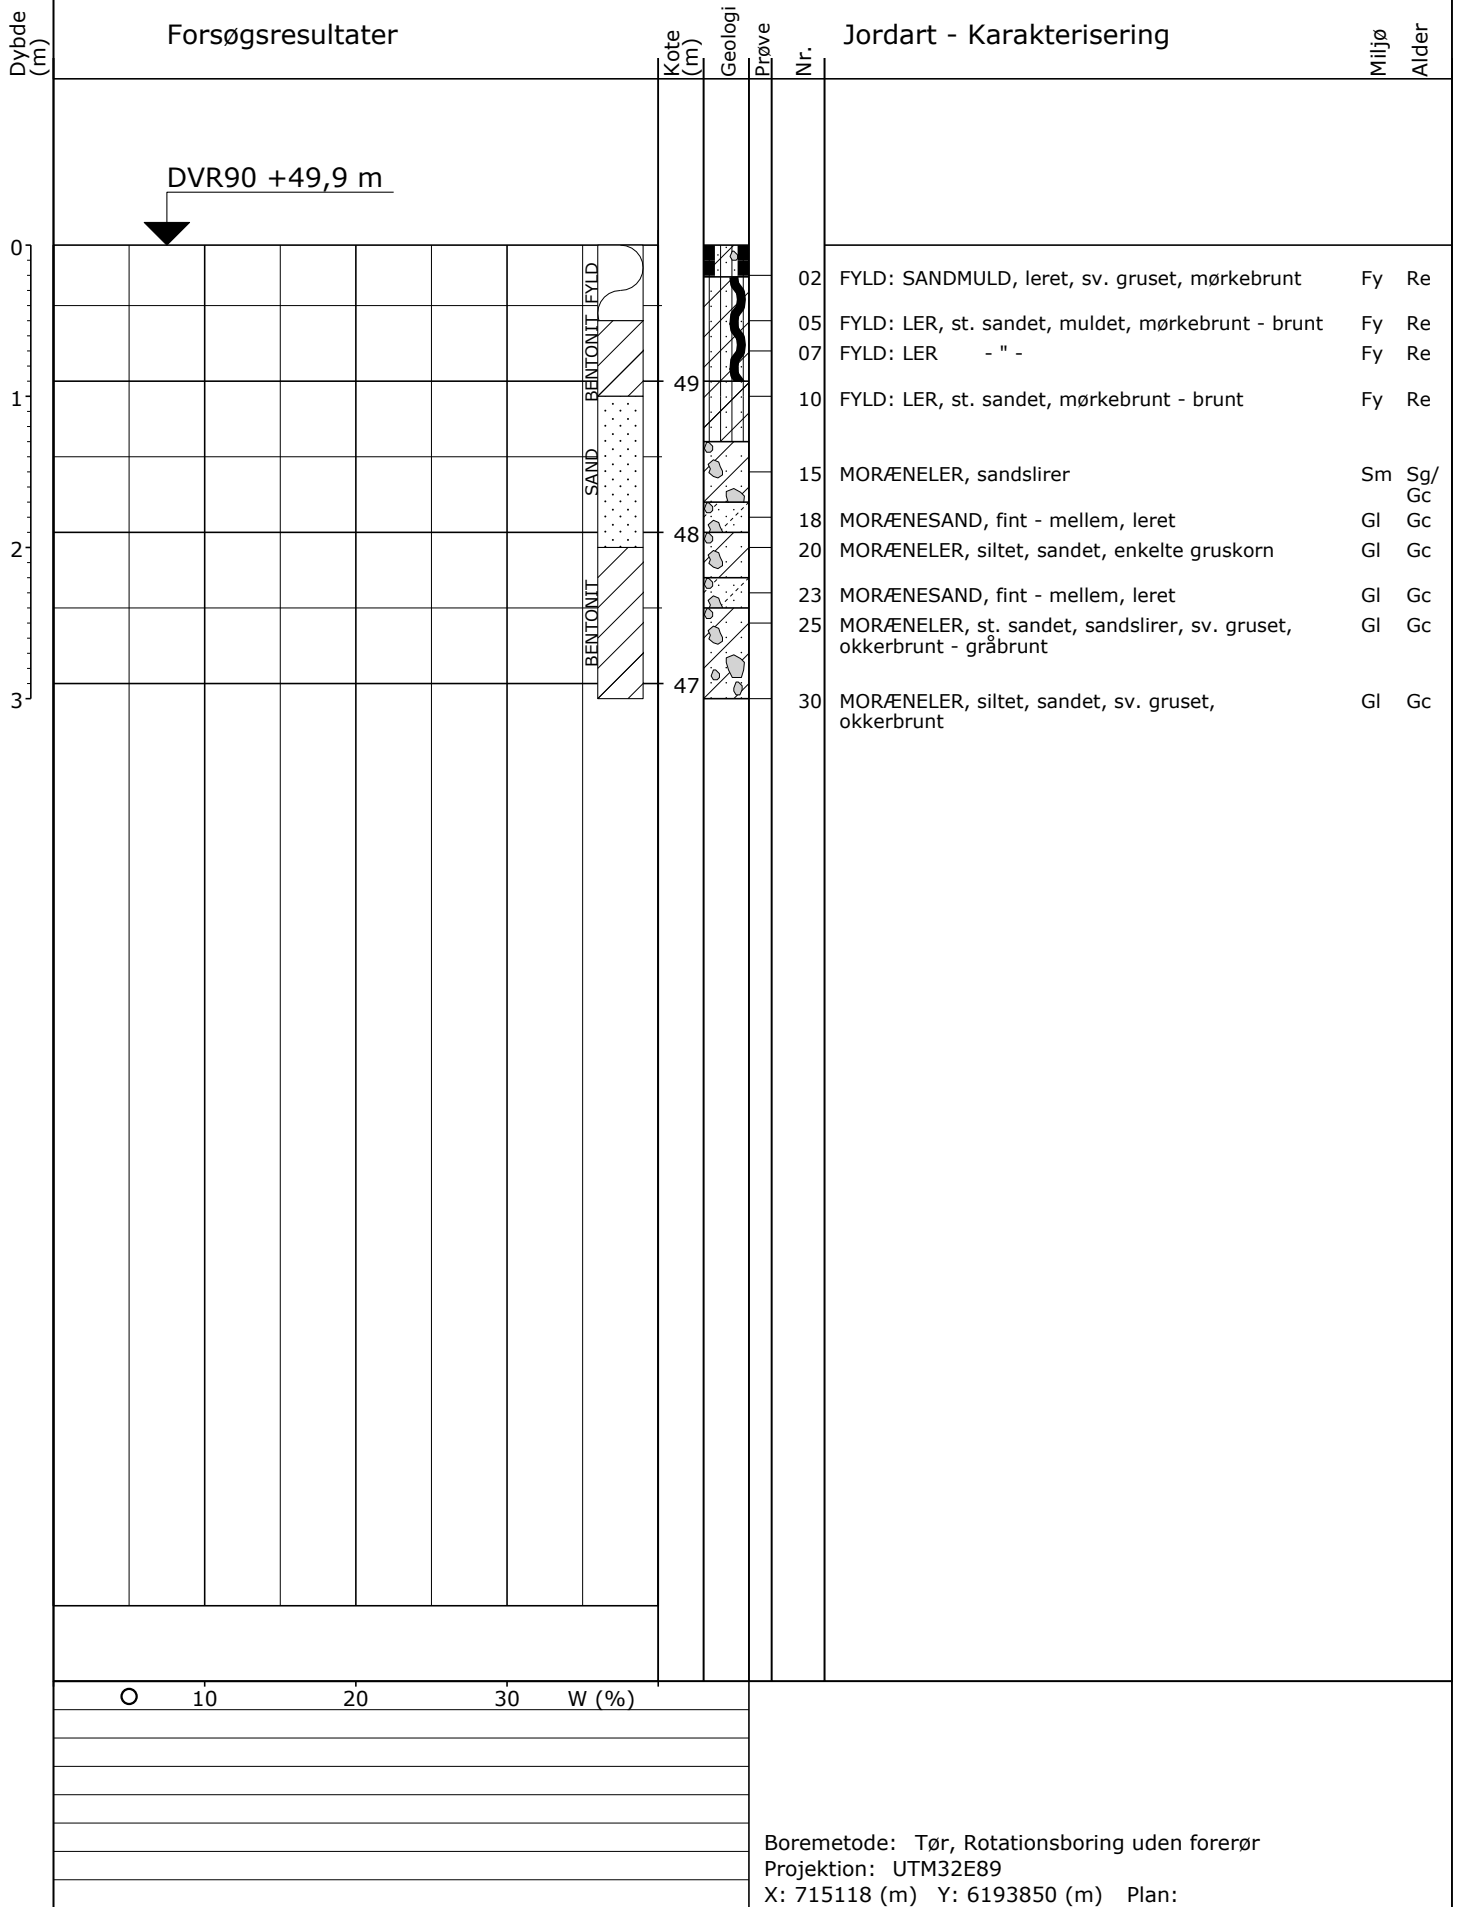 Dybde (m)
Forsøgsresultater
Kote (m)
Geologi
Prøve
Nr.
Jordart - Karakterisering
Miljø
Alder
DVR90 +49,9 m
0
1
2
3
FYLD
BENTONIT
SAND
BENTONIT
49
48
47
02 FYLD: SANDMULD, leret, sv. gruset, mørkebrunt Fy Re
05 FYLD: LER, st. sandet, muldet, mørkebrunt - brunt Fy Re
07 FYLD: LER - " - Fy Re
10 FYLD: LER, st. sandet, mørkebrunt - brunt Fy Re
15 MORÆNELER, sandslirer Sm Sg/
Gc
18 MORÆNESAND, fint - mellem, leret Gl Gc
20 MORÆNELER, siltet, sandet, enkelte gruskorn Gl Gc
23 MORÆNESAND, fint - mellem, leret Gl Gc
25 MORÆNELER, st. sandet, sandslirer, sv. gruset, Gl Gc
okkerbrunt - gråbrunt
30 MORÆNELER, siltet, sandet, sv. gruset, Gl Gc
okkerbrunt
10 20 30 W (%)
Boremetode: Tør, Rotationsboring uden forerør
Projektion: UTM32E89
X: 715118 (m) Y: 6193850 (m) Plan: